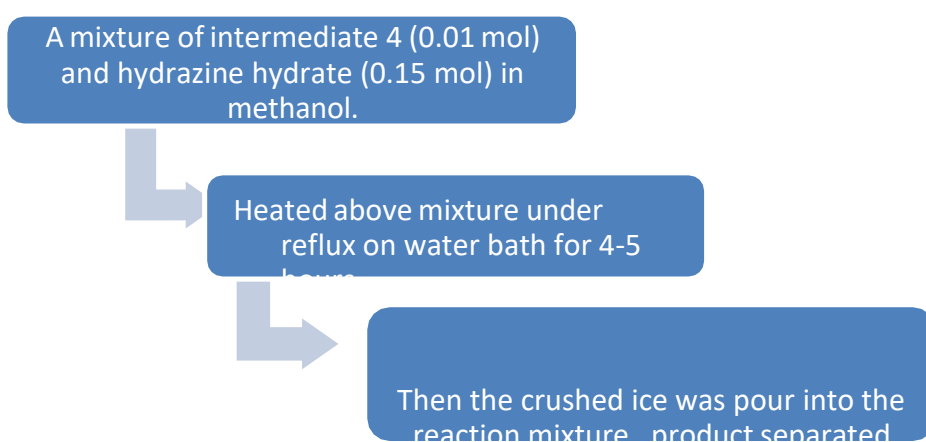 A mixture of intermediate 4 (0.01 mol)
and hydrazine hydrate (0.15 mol) in
methanol.
Heated above mixture under
reflux on water bath for 4-5
hours
Then the crushed ice was pour into the
reaction mixture, product separated